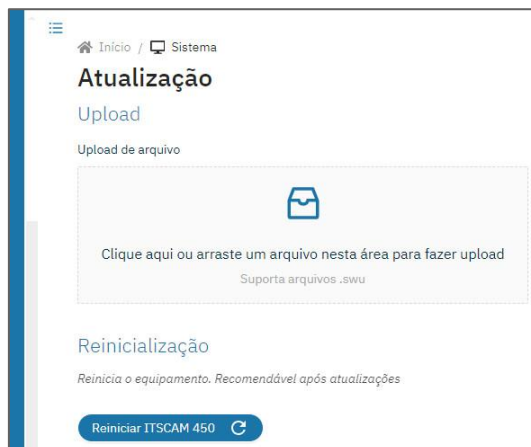 Início / Sistema
Atualização
Upload
Upload de arquivo
Clique aqui ou arraste um arquivo nesta área para fazer upload
Suporta arquivos .swu
Reinicialização
Reinicia o equipamento. Recomendável após atualizações
Reiniciar ITSCAM 450